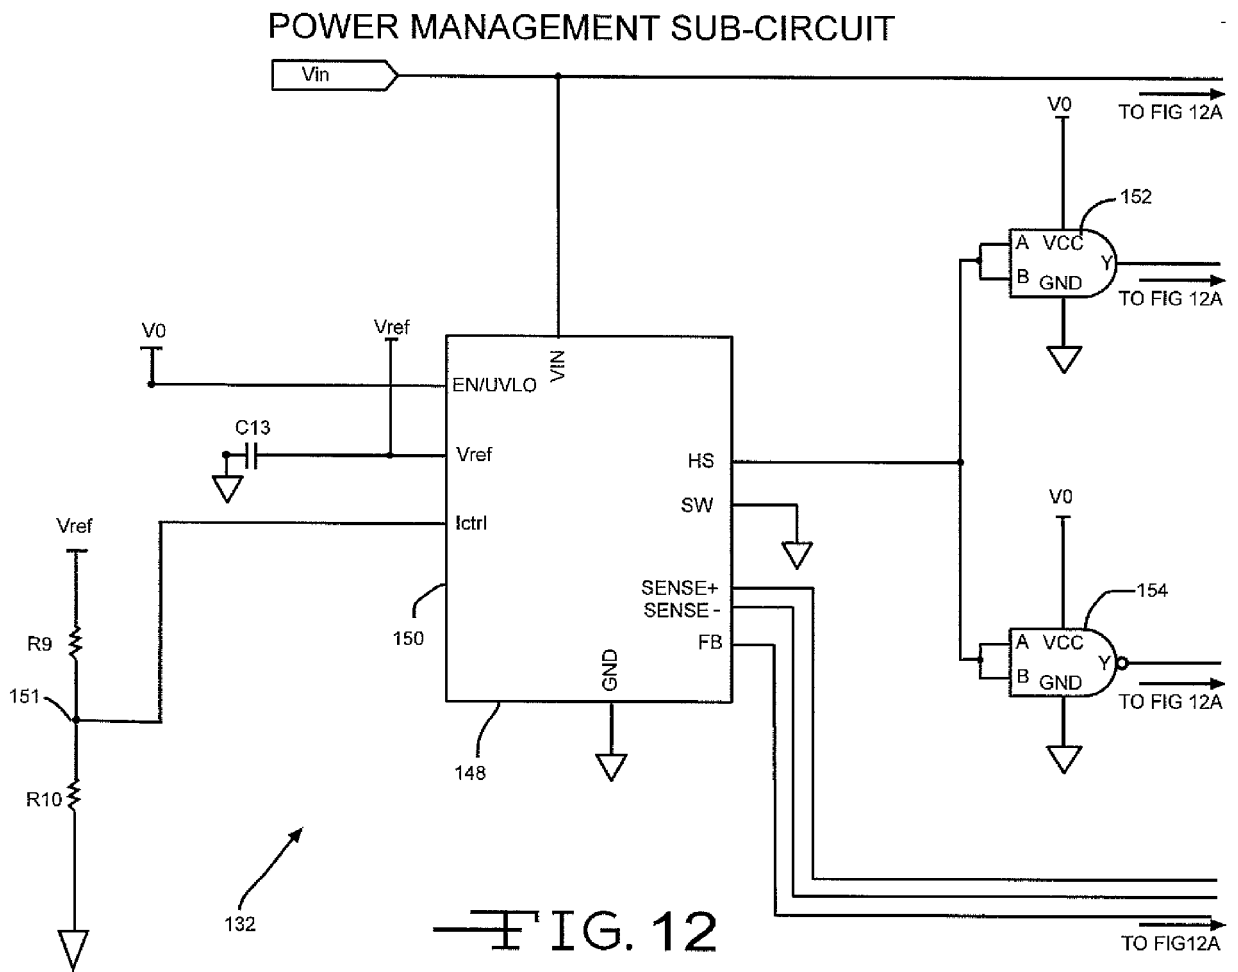 POWER MANAGEMENT SUB-CIRCUIT
Vin
TO FIG 12A
V0
152
A VCC
Y
B GND
TO FIG 12A
V0
Vref
VIN
EN/UVLO
C13
Vref
HS
Vref
Ictrl
SW
V0
SENSE+
SENSE-
FB
154
A VCC
Y
B GND
TO FIG 12A
150
R9
GND
151
148
R10
132
FIG. 12
TO FIG12A